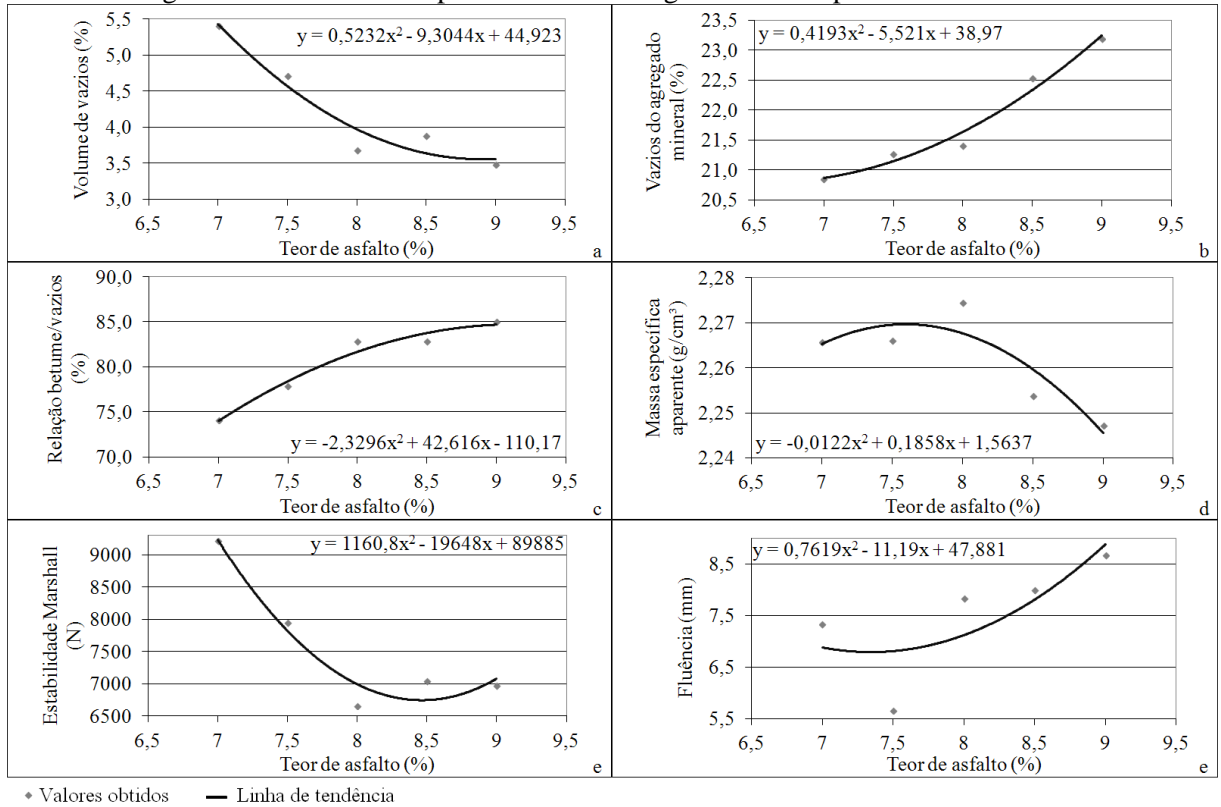 5,5
5,0
4,5
4,0
3,5
3,0
Volume de vazios (%)
y = 0,5232x² - 9,3044x + 44,923
6,5 7 7,5 8 8,5 9 9,5
Teor de asfalto (%)
a
23,5
23,0
22,5
22,0
21,5
21,0
20,5
Vazios do agregado
mineral (%)
y = 0,4193x² - 5,521x + 38,97
6,5 7 7,5 8 8,5 9 9,5
Teor de asfalto (%)
b
90,0
85,0
80,0
75,0
70,0
Relação betume/vazios
(%)
y = -2,3296x² + 42,616x - 110,17
6,5 7 7,5 8 8,5 9 9,5
Teor de asfalto (%)
c
2,28
2,27
2,26
2,25
2,24
Massa específica
aparente (g/cm³)
y = -0,0122x² + 0,1858x + 1,5637
6,5 7 7,5 8 8,5 9 9,5
Teor de asfalto (%)
d
9000
8500
8000
7500
7000
6500
Estabilidade Marshall
(N)
y = 1160,8x² - 19648x + 89885
6,5 7 7,5 8 8,5 9 9,5
Teor de asfalto (%)
e
8,5
7,5
6,5
5,5
Fluência (mm)
y = 0,7619x² - 11,19x + 47,881
6,5 7 7,5 8 8,5 9 9,5
Teor de asfalto (%)
e
Valores obtidos
Linha de tendência